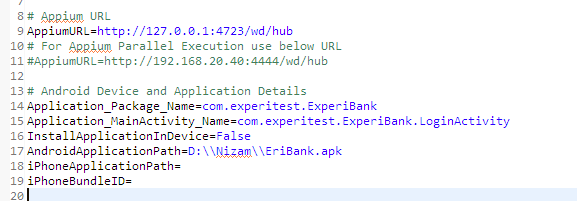 8 # Appium URL
9 AppiumURL=http://127.0.0.1:4723/wd/hub
10 # For Appium Parallel Execution use below URL
11 #AppiumURL=http://192.168.20.40:4444/wd/hub
12
13 # Android Device and Application Details
14 Application_Package_Name=com.experitest.ExperiBank
15 Application_MainActivity_Name=com.experitest.ExperiBank.LoginActivity
16 InstallApplicationInDevice=False
17 AndroidApplicationPath=D:\\Nizam\\EriBank.apk
18 iPhoneApplicationPath=
19 iPhoneBundleID=
20